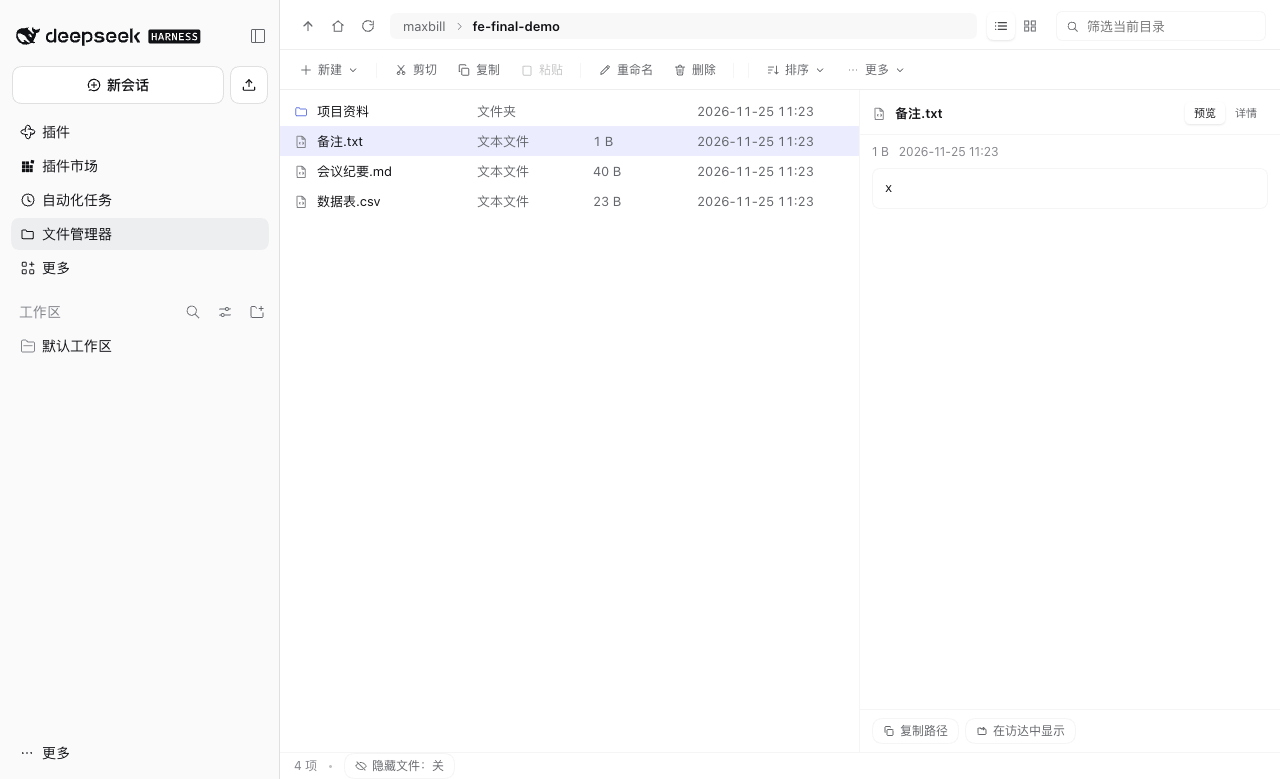 deepseek HARNESS
新会话
插件
插件市场
自动化任务
文件管理器
更多
工作区
默认工作区
更多
maxbill fe-final-demo
筛选当前目录
新建 剪切 复制 粘贴 重命名 删除 排序 更多
项目资料 文件夹 2026-11-25 11:23
备注.txt 文本文件 1 B 2026-11-25 11:23
会议纪要.md 文本文件 40 B 2026-11-25 11:23
数据表.csv 文本文件 23 B 2026-11-25 11:23
备注.txt 预览 详情
1 B 2026-11-25 11:23
x
复制路径 在访达中显示
4 项 • 隐藏文件：关